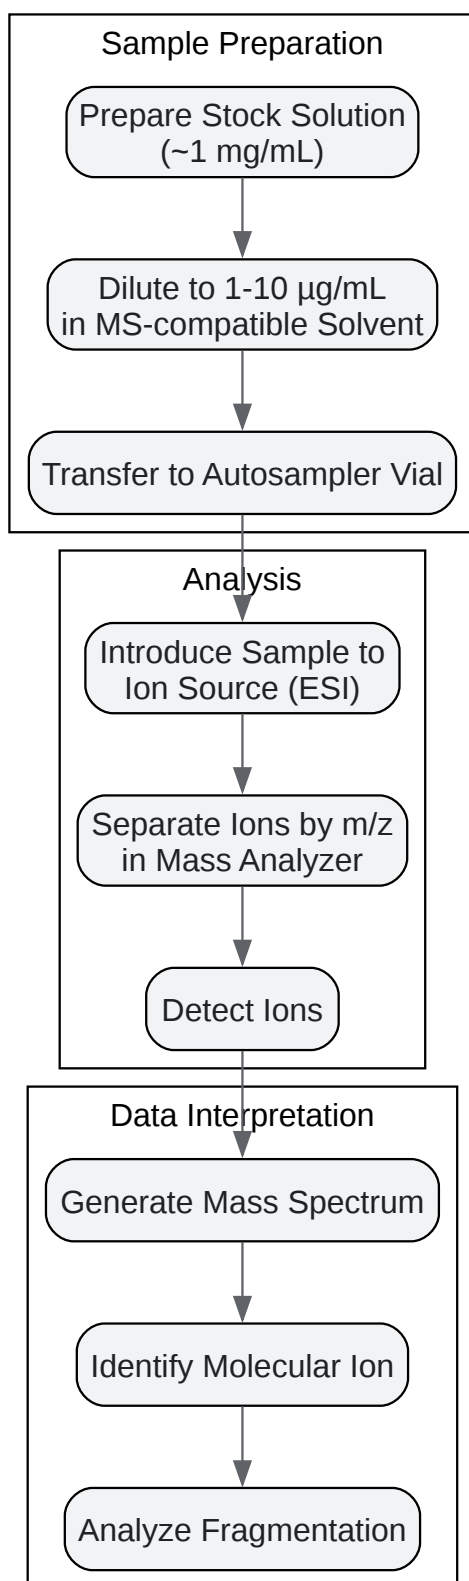 Sample Preparation
Prepare Stock Solution
(~1 mg/mL)
Dilute to 1-10 µg/mL
in MS-compatible Solvent
Transfer to Autosampler Vial
Analysis
Introduce Sample to
Ion Source (ESI)
Separate Ions by m/z
in Mass Analyzer
Detect Ions
Data Interpretation
Generate Mass Spectrum
Identify Molecular Ion
Analyze Fragmentation